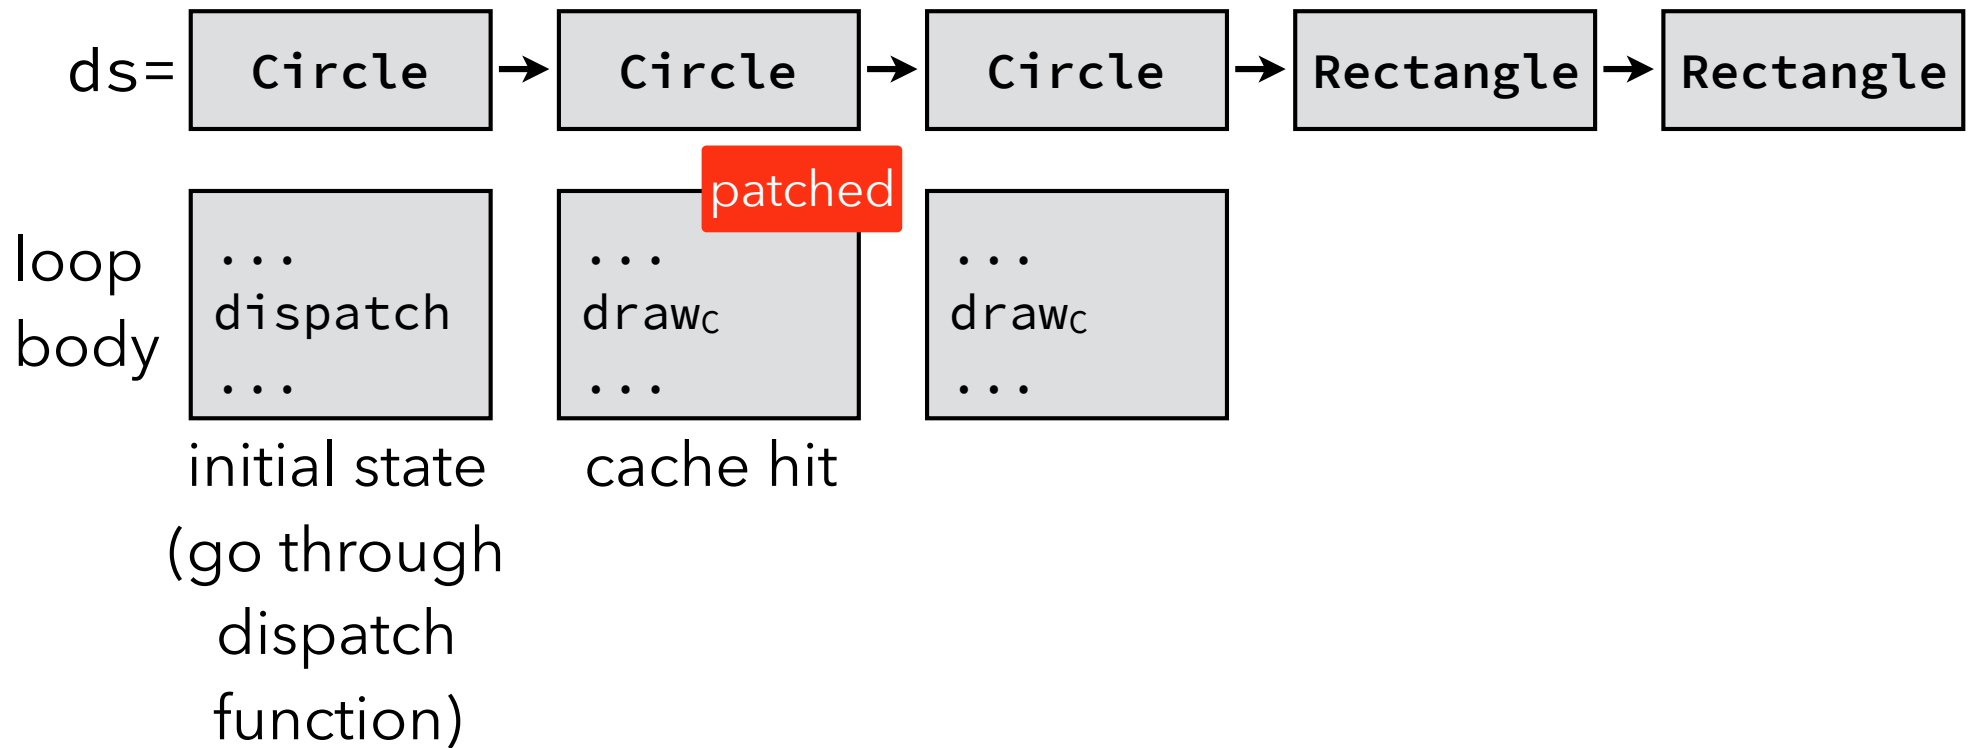 ds= Circle Circle Circle Rectangle Rectangle
patched
loop
body
...
dispatch
...
...
drawC
...
...
drawC
...
initial state
(go through
dispatch
function)
cache hit